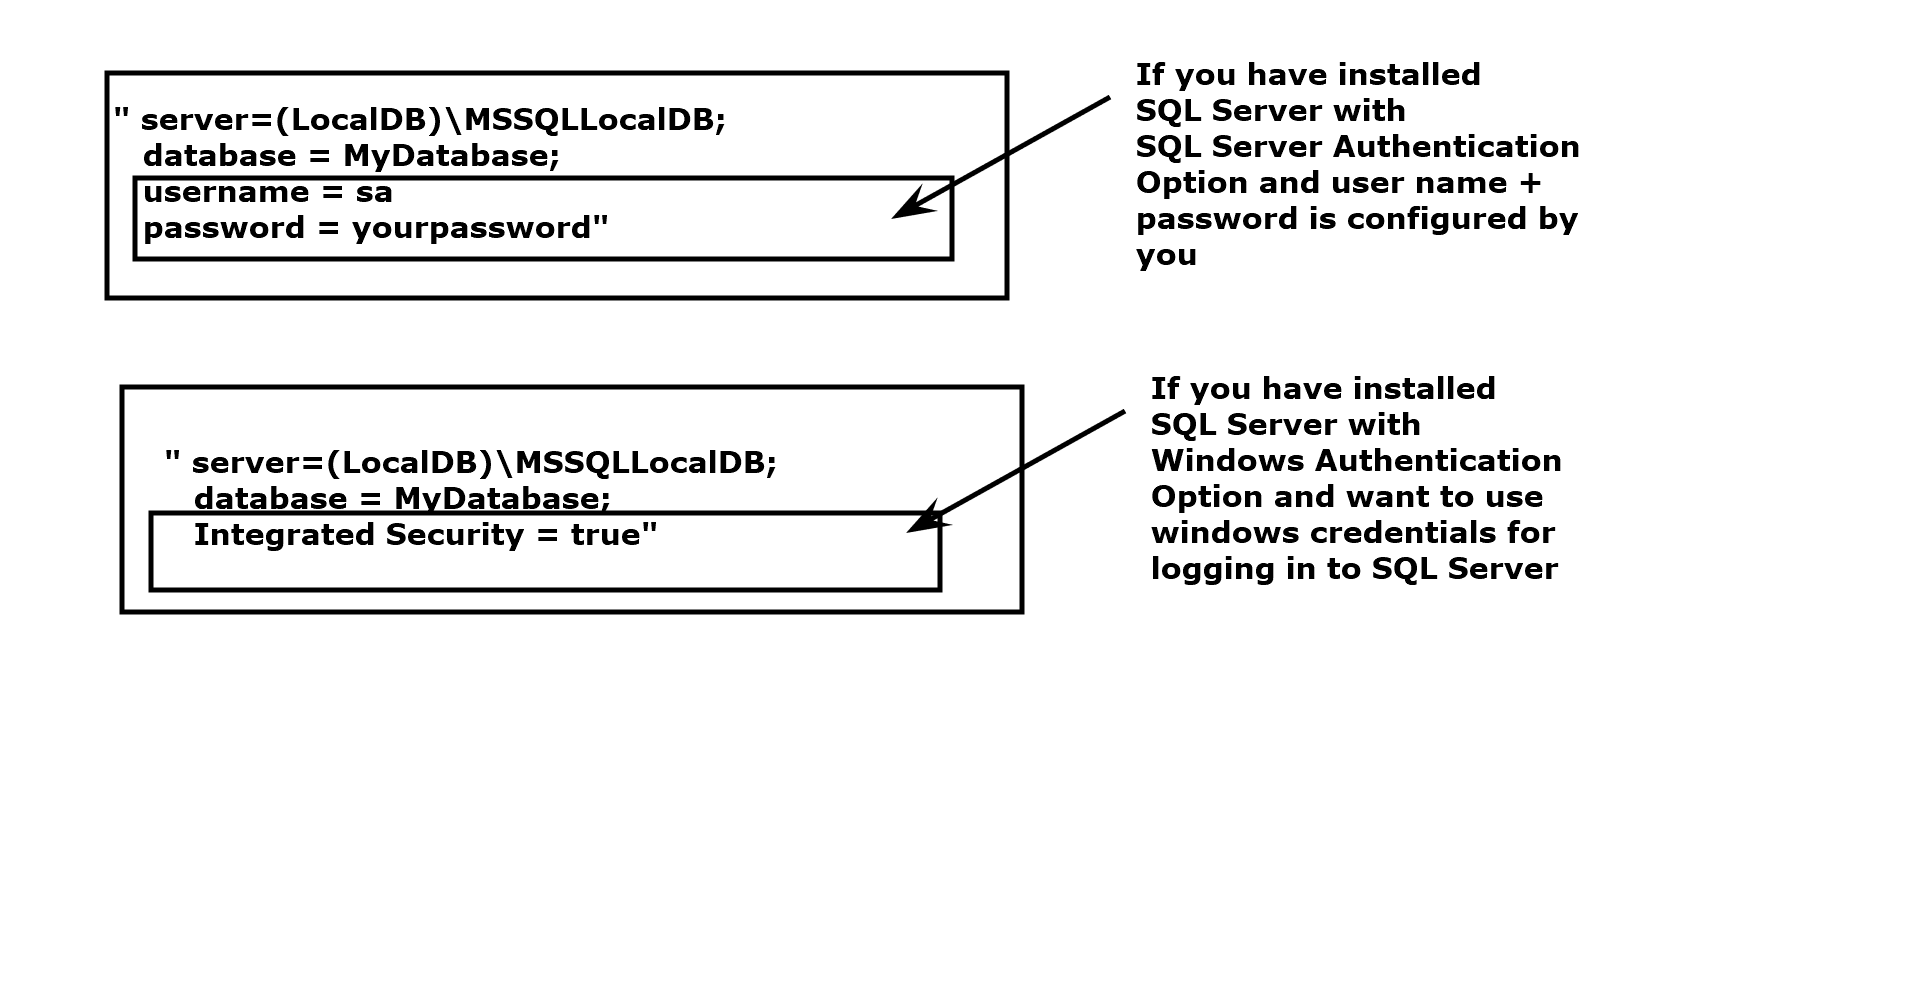 " server=(LocalDB)\MSSQLLocalDB;
database = MyDatabase;
username = sa
password = yourpassword"
If you have installed
SQL Server with
SQL Server Authentication
Option and user name +
password is configured by
you
" server=(LocalDB)\MSSQLLocalDB;
database = MyDatabase;
Integrated Security = true"
If you have installed
SQL Server with
Windows Authentication
Option and want to use
windows credentials for
logging in to SQL Server